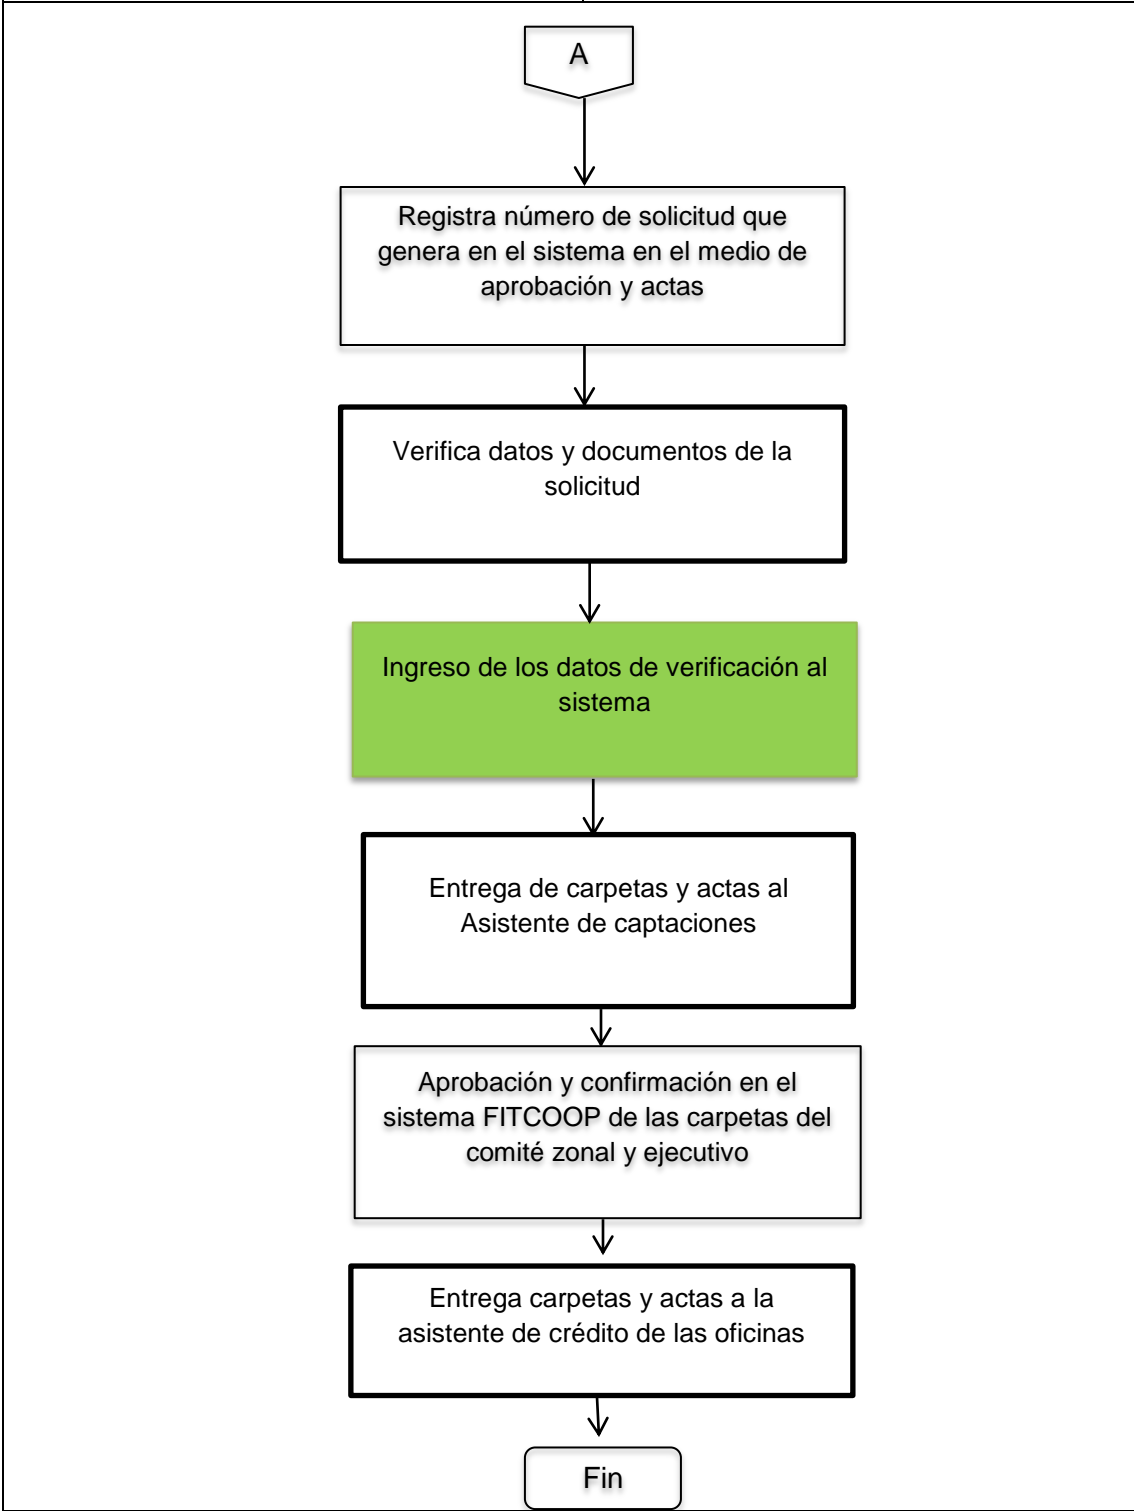 A
Registra número de solicitud que
genera en el sistema en el medio de
aprobación y actas
Verifica datos y documentos de la
solicitud
Ingreso de los datos de verificación al
sistema
Entrega de carpetas y actas al
Asistente de captaciones
Aprobación y confirmación en el
sistema FITCOOP de las carpetas del
comité zonal y ejecutivo
Entrega carpetas y actas a la
asistente de crédito de las oficinas
Fin